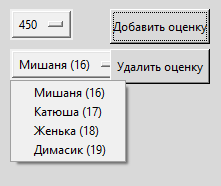 450
Добавить оценку
Мишаня (16)
Удалить оценку
Мишаня (16)
Катюша (17)
Женька (18)
Димасик (19)